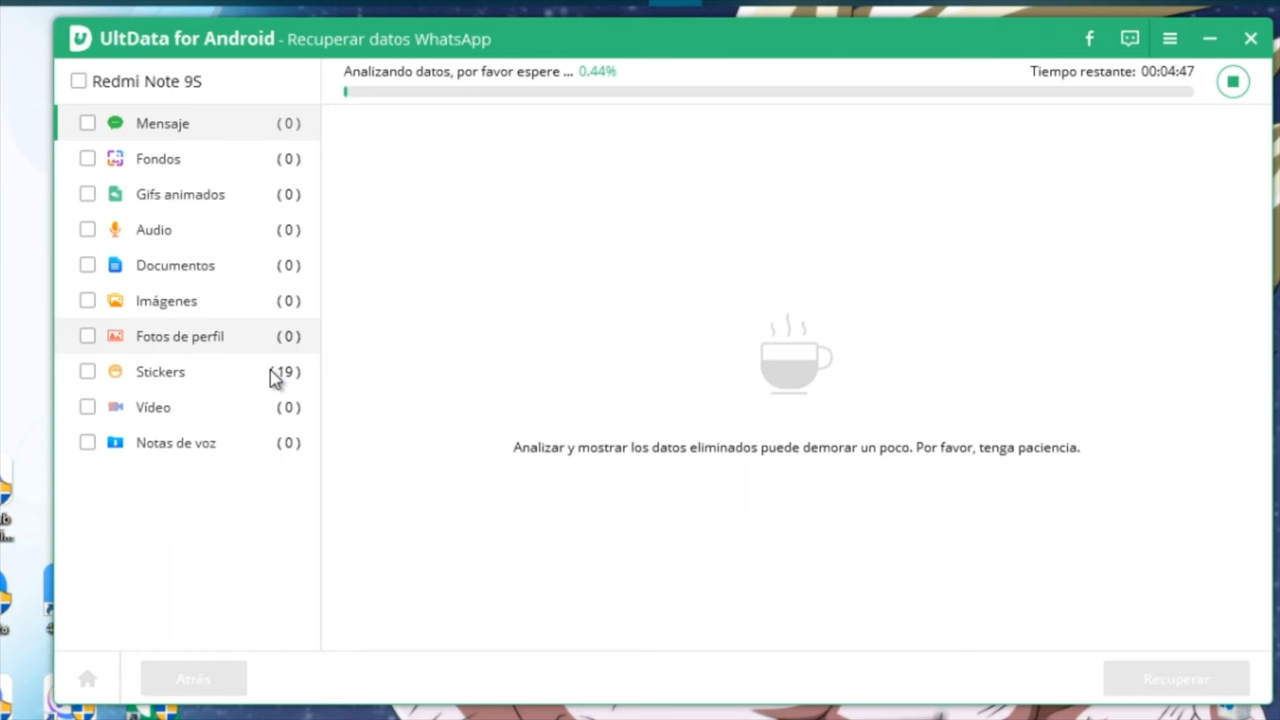 UltData for Android - Recuperar datos WhatsApp
Redmi Note 9S
Analizando datos, por favor espere ... 0,44%
Tiempo restante: 00:04:47
Mensaje (0)
Fondos (0)
Gifs animados (0)
Audio (0)
Documentos (0)
Imágenes (0)
Fotos de perfil (0)
Stickers (19)
Vídeo (0)
Notas de voz (0)
Analizar y mostrar los datos eliminados puede demorar un poco. Por favor, tenga paciencia.
Atrás
Recuperar